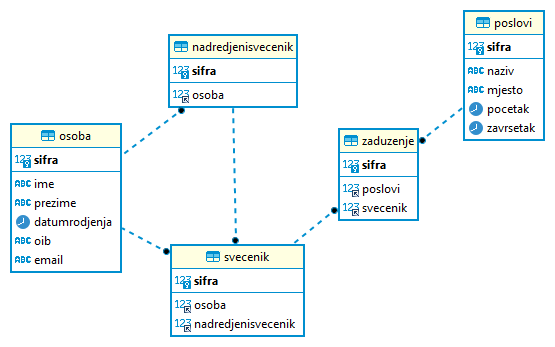 poslovi
123 sifra
ABC naziv
ABC mjesto
pocetak
zavrsetak
nadredjenisvecenik
123 sifra
123 osoba
osoba
123 sifra
ABC ime
ABC prezime
datumrodjenja
ABC oib
ABC email
zaduzenje
123 sifra
123 poslovi
123 svecenik
svecenik
123 sifra
123 osoba
123 nadredjenisvecenik